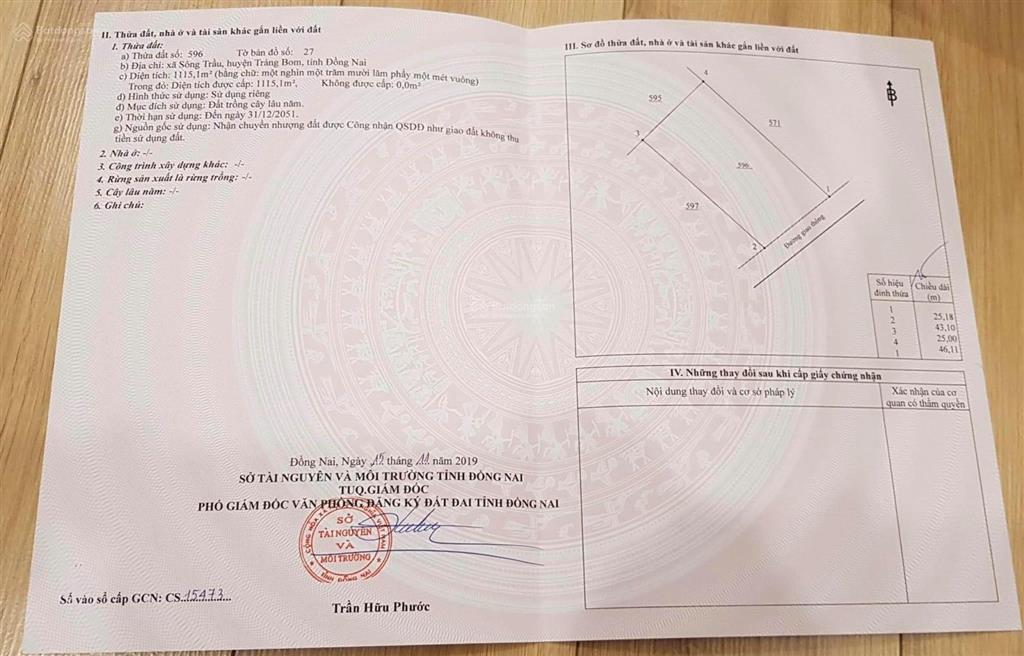 Batdongsan
II. Thửa đất, nhà ở và tài sản khác gắn liền với đất
1. Thửa đất:
a) Thửa đất số: 596 Tờ bản đồ số: 27
b) Địa chỉ: xã Sông Trầu, huyện Trảng Bom, tỉnh Đồng Nai
c) Diện tích: 1115,1m² (bằng chữ: một nghìn một trăm mười lăm phẩy một mét vuông)
Trong đó: Diện tích được cấp: 1115,1m², Không được cấp: 0,0m²
d) Hình thức sử dụng: Sử dụng riêng
đ) Mục đích sử dụng: Đất trồng cây lâu năm.
e) Thời hạn sử dụng: Đến ngày 31/12/2051.
g) Nguồn gốc sử dụng: Nhận chuyển nhượng đất được Công nhận QSDĐ như giao đất không thu
tiền sử dụng đất.
2. Nhà ở: -/-
3. Công trình xây dựng khác: -/-
4. Rừng sản xuất là rừng trồng: -/-
5. Cây lâu năm: -/-
6. Ghi chú:
Đồng Nai, Ngày 15 tháng 11 năm 2019
SỞ TÀI NGUYÊN VÀ MÔI TRƯỜNG TỈNH ĐỒNG NAI
TUQ.GIÁM ĐỐC
PHÓ GIÁM ĐỐC VĂN PHÒNG ĐĂNG KÝ ĐẤT ĐAI TỈNH ĐỒNG NAI
SỞ
TÀI NGUYÊN
VÀ
MÔI TRƯỜNG
TỈNH ĐỒNG NAI
Số vào sổ cấp GCN: CS.15473
Trần Hữu Phước
III. Sơ đồ thửa đất, nhà ở và tài sản khác gắn liền với đất
4
595
571
3
596
597
1
2
Đường giao thông
Số hiệu đỉnh thửa Chiều dài (m)
1
2 25,18
3 43,10
4 25,00
1 46,11
IV. Những thay đổi sau khi cấp giấy chứng nhận
Nội dung thay đổi và cơ sở pháp lý Xác nhận của cơ
quan có thẩm quyền
Batdongsan